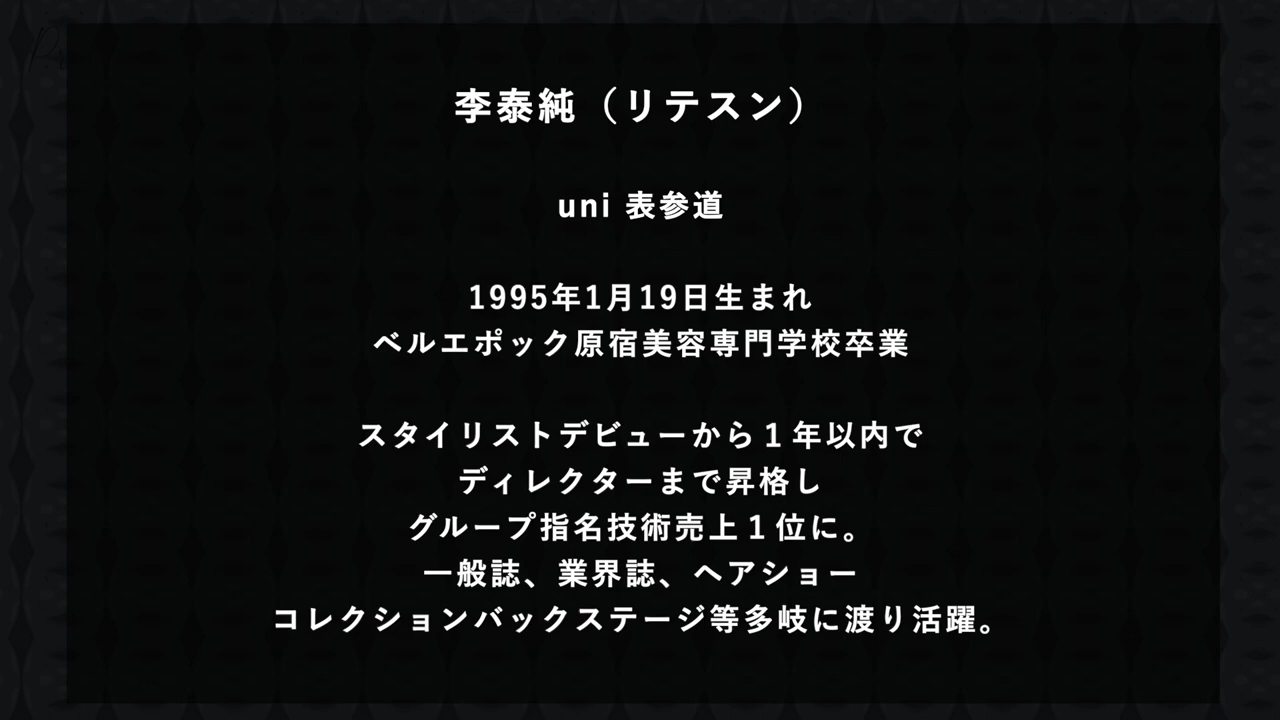 李泰純（リテスン）
uni 表参道
1995年1月19日生まれ
ベルエポック原宿美容専門学校卒業
スタイリストデビューから１年以内で
ディレクターまで昇格し
グループ指名技術売上１位に。
一般誌、業界誌、ヘアショー
コレクションバックステージ等多岐に渡り活躍。